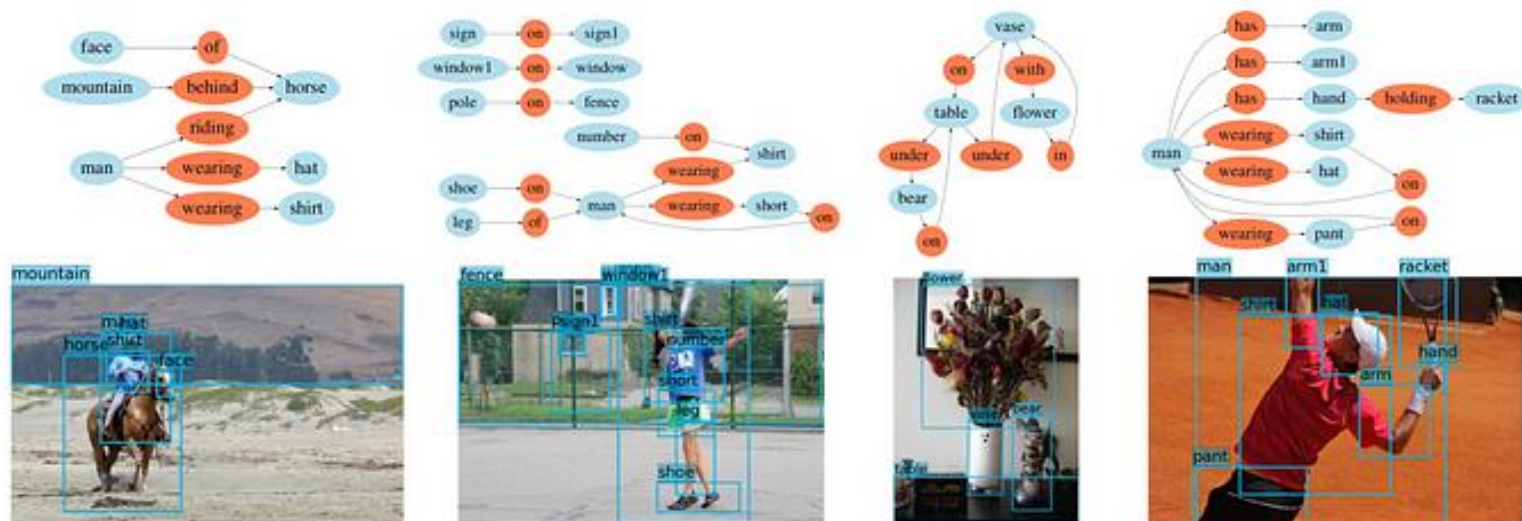 face of
mountain behind horse
riding
man wearing hat
wearing shirt
sign on sign1
window1 on window
pole on fence
number on
shirt
wearing
shoe on
man wearing short
leg of on
vase
on with
table flower
under under in
bear
on
has arm
has arm1
has hand holding racket
wearing shirt
man
wearing hat
on
on
wearing pant
mountain
hat
horse shirt
face
fence window1
sign1 shirt
number
short
leg
shoe
flower
vase bear
table
man arm1 racket
shirt hat
hand
arm
pant